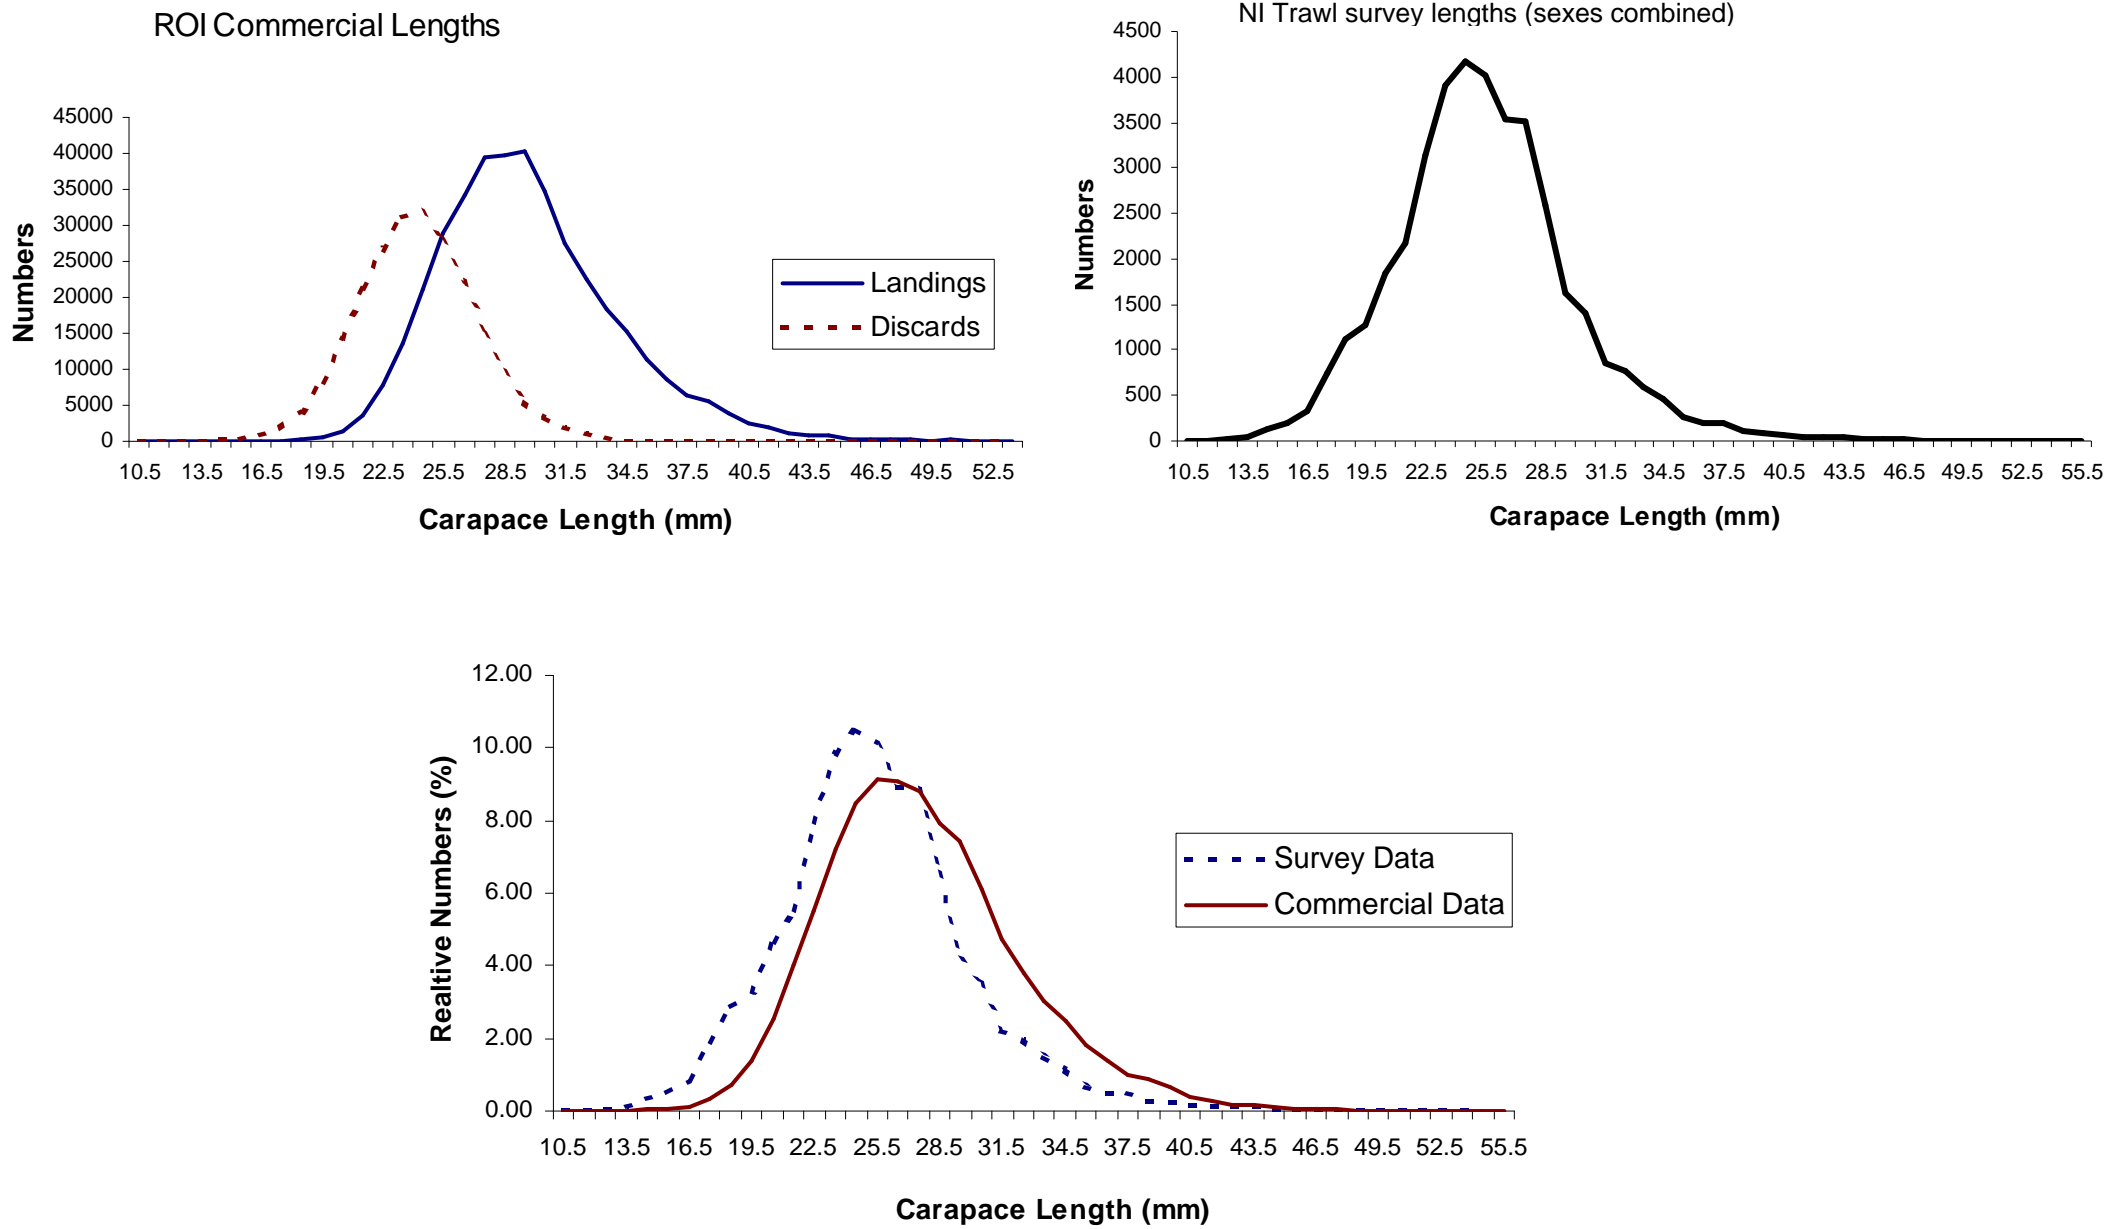 ROI Commercial Lengths
45000
40000
35000
30000
25000
20000
15000
10000
5000
0
Numbers
Landings
Discards
10.5 13.5 16.5 19.5 22.5 25.5 28.5 31.5 34.5 37.5 40.5 43.5 46.5 49.5 52.5
Carapace Length (mm)
NI Trawl survey lengths (sexes combined)
4500
4000
3500
3000
2500
2000
1500
1000
500
0
Numbers
10.5 13.5 16.5 19.5 22.5 25.5 28.5 31.5 34.5 37.5 40.5 43.5 46.5 49.5 52.5 55.5
Carapace Length (mm)
12.00
10.00
8.00
6.00
4.00
2.00
0.00
Realtive Numbers (%)
Survey Data
Commercial Data
10.5 13.5 16.5 19.5 22.5 25.5 28.5 31.5 34.5 37.5 40.5 43.5 46.5 49.5 52.5 55.5
Carapace Length (mm)